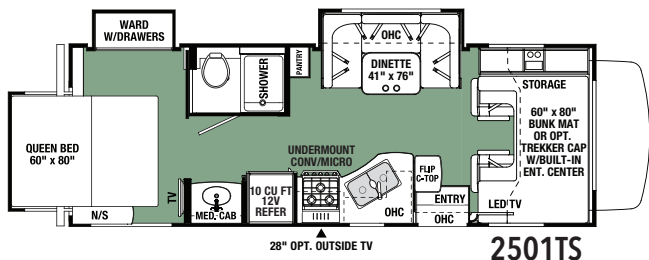 WARD
W/DRAWERS
OHC
PANTRY
SHOWER
DINETTE
41" x 76"
STORAGE
QUEEN BED
60" x 80"
60" x 80"
BUNK MAT
OR OPT.
TREKKER CAP
W/BUILT-IN
ENT. CENTER
UNDERMOUNT
CONV/MICRO
FLIP
C-TOP
TV
10 CU FT
12V
REFER
MED. CAB
N/S
OHC
ENTRY
OHC
LED TV
28" OPT. OUTSIDE TV
2501TS